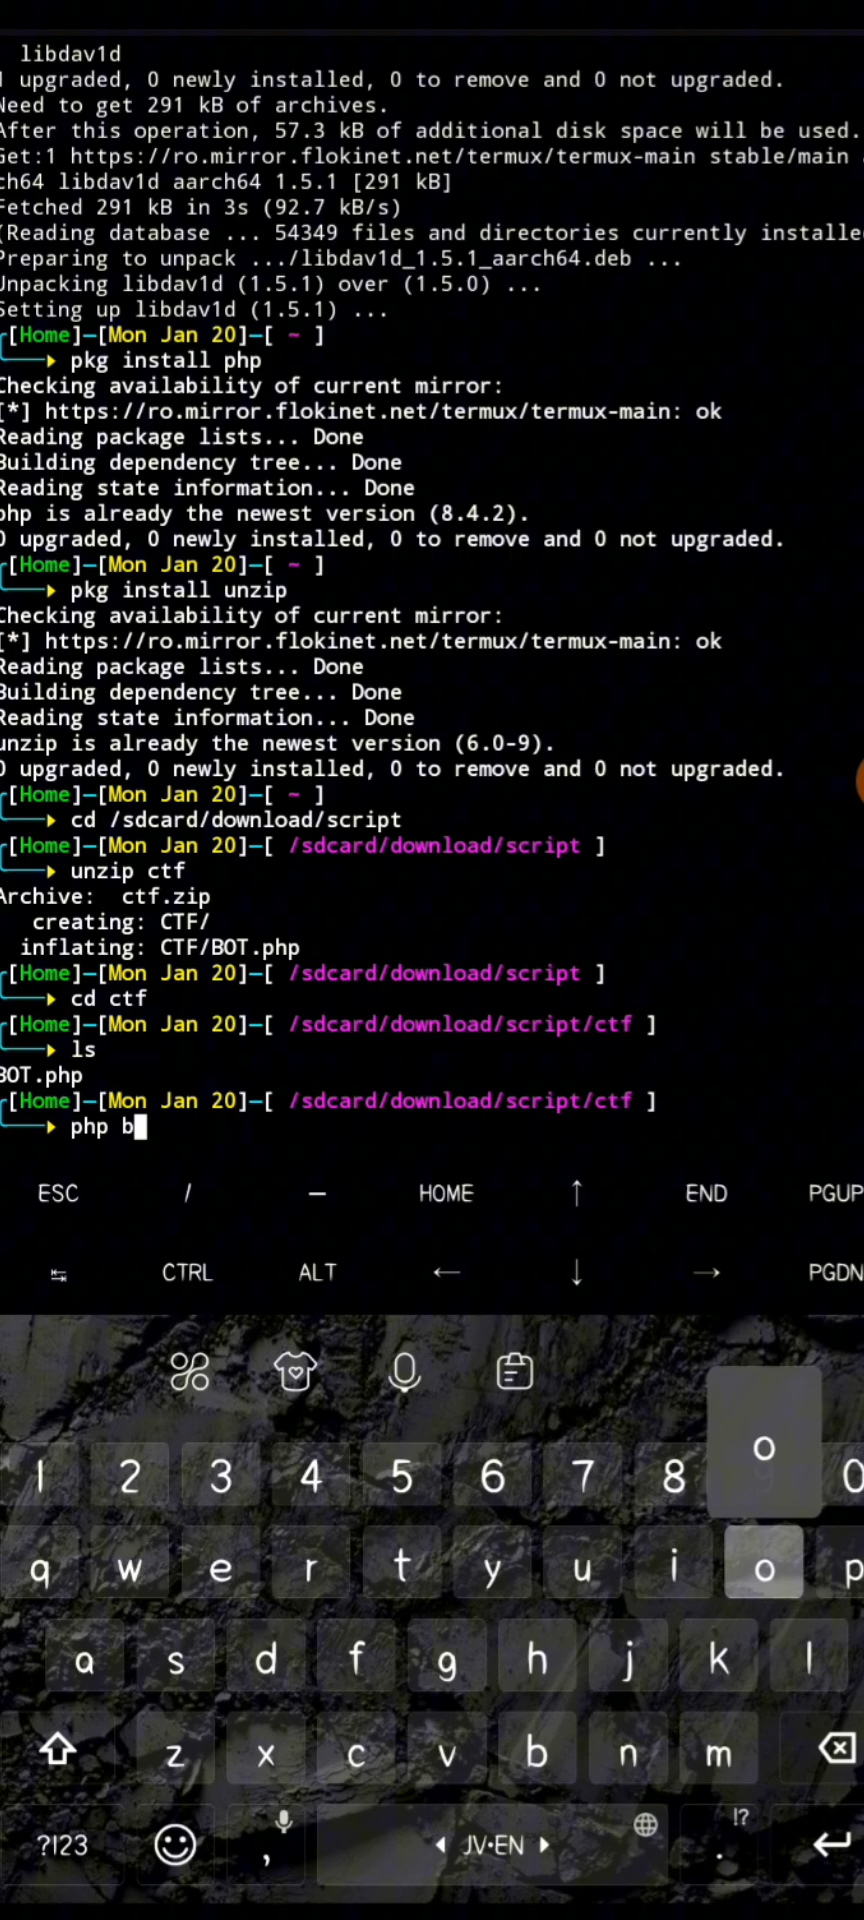 libdav1d
1 upgraded, 0 newly installed, 0 to remove and 0 not upgraded.
Need to get 291 kB of archives.
After this operation, 57.3 kB of additional disk space will be used.
Get:1 https://ro.mirror.flokinet.net/termux/termux-main stable/main
ch64 libdav1d aarch64 1.5.1 [291 kB]
Fetched 291 kB in 3s (92.7 kB/s)
(Reading database ... 54349 files and directories currently installe
Preparing to unpack .../libdav1d_1.5.1_aarch64.deb ...
Unpacking libdav1d (1.5.1) over (1.5.0) ...
Setting up libdav1d (1.5.1) ...
[Home]-[Mon Jan 20]-[ ~ ]
pkg install php
Checking availability of current mirror:
[*] https://ro.mirror.flokinet.net/termux/termux-main: ok
Reading package lists... Done
Building dependency tree... Done
Reading state information... Done
php is already the newest version (8.4.2).
0 upgraded, 0 newly installed, 0 to remove and 0 not upgraded.
[Home]-[Mon Jan 20]-[ ~ ]
pkg install unzip
Checking availability of current mirror:
[*] https://ro.mirror.flokinet.net/termux/termux-main: ok
Reading package lists... Done
Building dependency tree... Done
Reading state information... Done
unzip is already the newest version (6.0-9).
0 upgraded, 0 newly installed, 0 to remove and 0 not upgraded.
[Home]-[Mon Jan 20]-[ ~ ]
cd /sdcard/download/script
[Home]-[Mon Jan 20]-[ /sdcard/download/script ]
unzip ctf
Archive:  ctf.zip
creating: CTF/
inflating: CTF/BOT.php
[Home]-[Mon Jan 20]-[ /sdcard/download/script ]
cd ctf
[Home]-[Mon Jan 20]-[ /sdcard/download/script/ctf ]
ls
BOT.php
[Home]-[Mon Jan 20]-[ /sdcard/download/script/ctf ]
php b
ESC / — HOME ↑ END PGUP
↹ CTRL ALT ← ↓ → PGDN
o
1 2 3 4 5 6 7 8 0
q w e r t y u i o p
a s d f g h j k l
z x c v b n m
?123 , JV•EN . !?